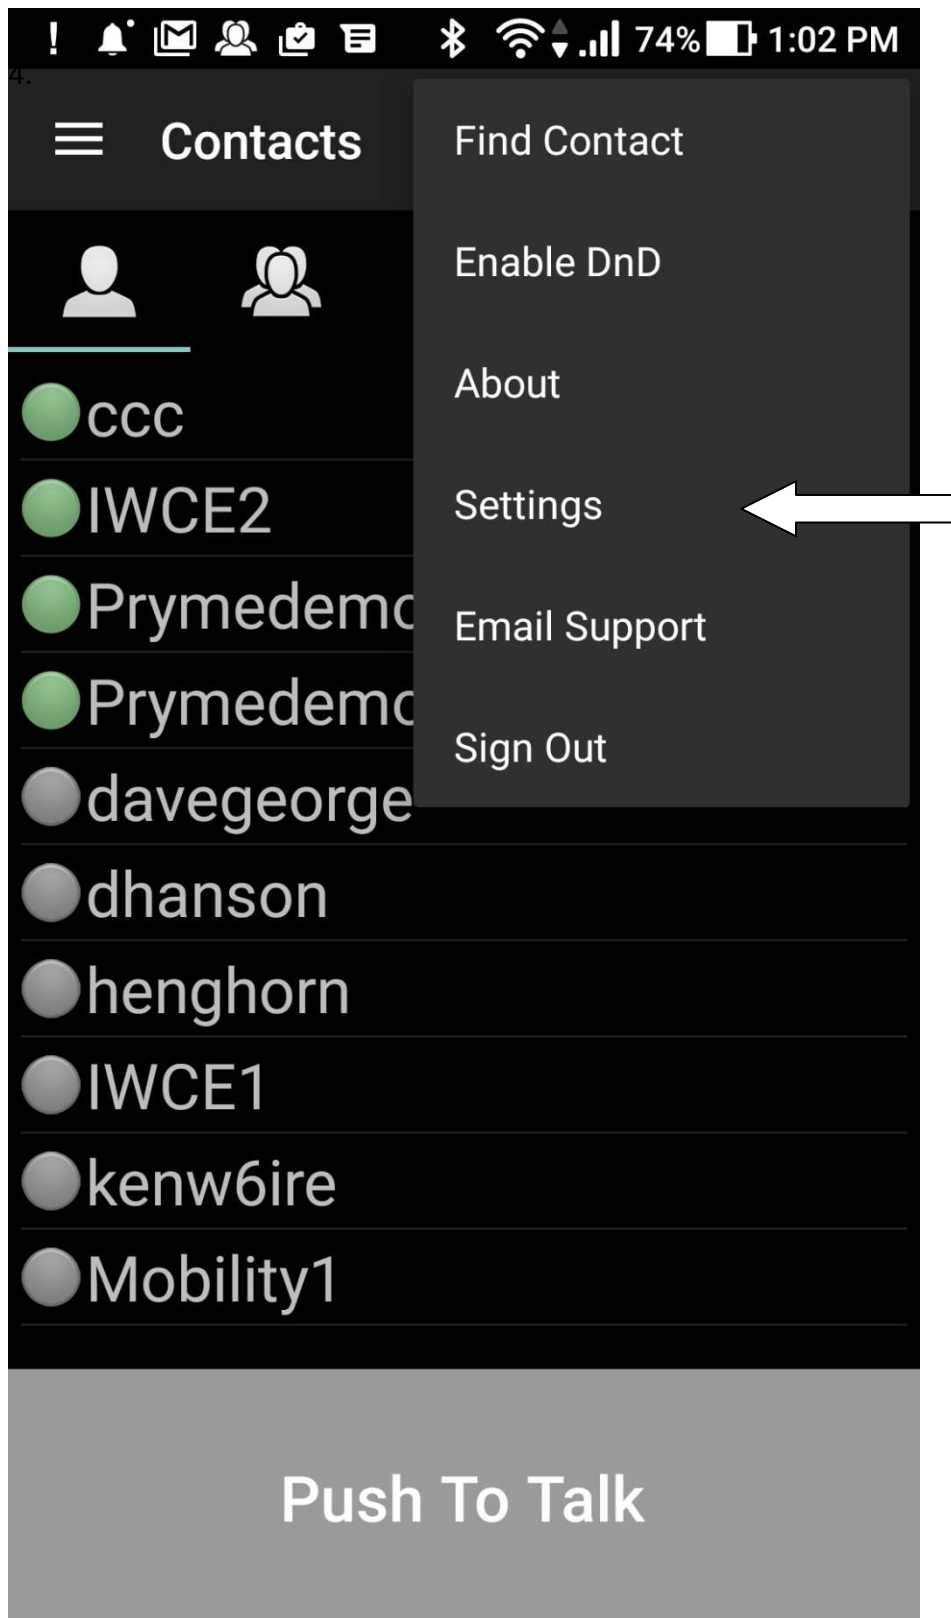 ! 74% 1:02 PM
4.
Contacts
Find Contact
Enable DnD
About
Settings
Email Support
Sign Out
ccc
IWCE2
Prymedemo
Prymedemo
davegeorge
dhanson
henghorn
IWCE1
kenw6ire
Mobility1
Push To Talk